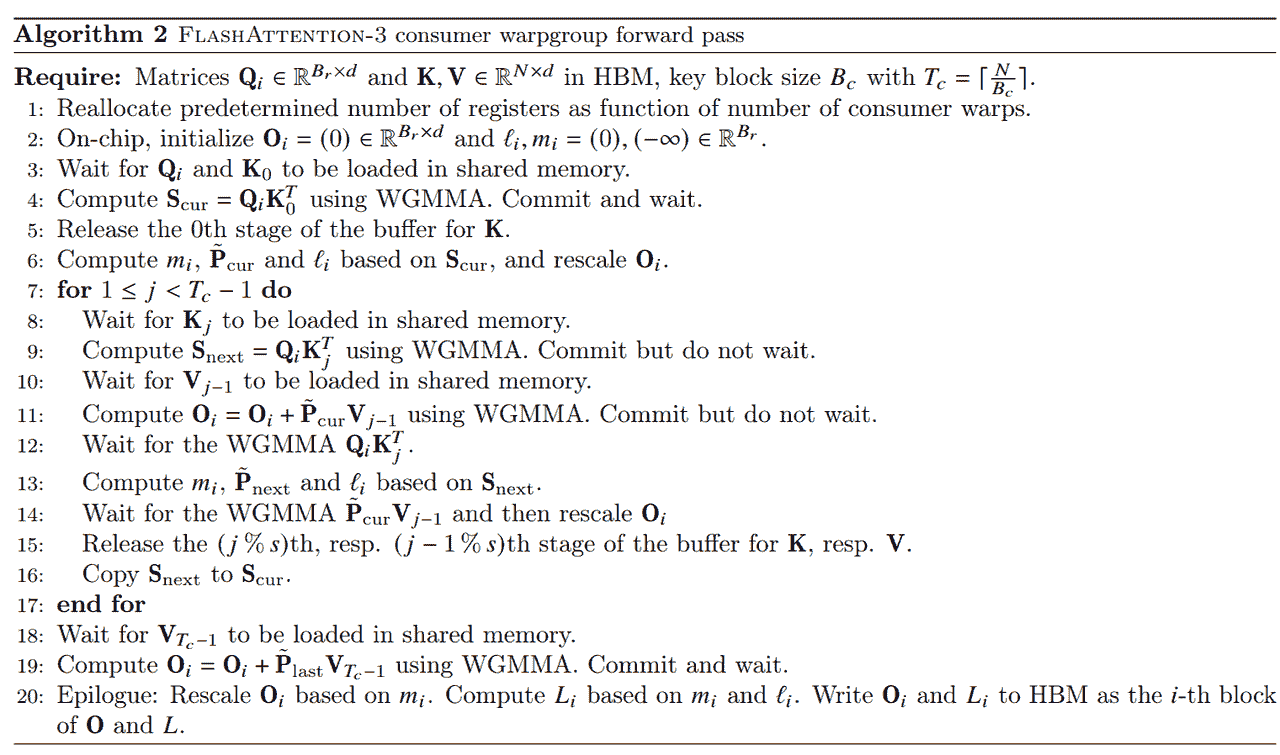 Algorithm 2 FLASHATTENTION-3 consumer warpgroup forward pass
Require: Matrices Qᵢ ∈ ℝ^{B_r×d} and K, V ∈ ℝ^{N×d} in HBM, key block size B_c with T_c = ⌈N/B_c⌉.
1: Reallocate predetermined number of registers as function of number of consumer warps.
2: On-chip, initialize Oᵢ = (0) ∈ ℝ^{B_r×d} and ℓᵢ, mᵢ = (0), (−∞) ∈ ℝ^{B_r}.
3: Wait for Qᵢ and K₀ to be loaded in shared memory.
4: Compute S_cur = QᵢK₀ᵀ using WGMMA. Commit and wait.
5: Release the 0th stage of the buffer for K.
6: Compute mᵢ, P̃_cur and ℓᵢ based on S_cur, and rescale Oᵢ.
7: for 1 ≤ j < T_c − 1 do
8: Wait for K_j to be loaded in shared memory.
9: Compute S_next = QᵢK_jᵀ using WGMMA. Commit but do not wait.
10: Wait for V_{j−1} to be loaded in shared memory.
11: Compute Oᵢ = Oᵢ + P̃_cur V_{j−1} using WGMMA. Commit but do not wait.
12: Wait for the WGMMA QᵢK_jᵀ.
13: Compute mᵢ, P̃_next and ℓᵢ based on S_next.
14: Wait for the WGMMA P̃_cur V_{j−1} and then rescale Oᵢ
15: Release the (j % s)th, resp. (j − 1 % s)th stage of the buffer for K, resp. V.
16: Copy S_next to S_cur.
17: end for
18: Wait for V_{T_c−1} to be loaded in shared memory.
19: Compute Oᵢ = Oᵢ + P̃_last V_{T_c−1} using WGMMA. Commit and wait.
20: Epilogue: Rescale Oᵢ based on mᵢ. Compute Lᵢ based on mᵢ and ℓᵢ. Write Oᵢ and Lᵢ to HBM as the i-th block
of O and L.